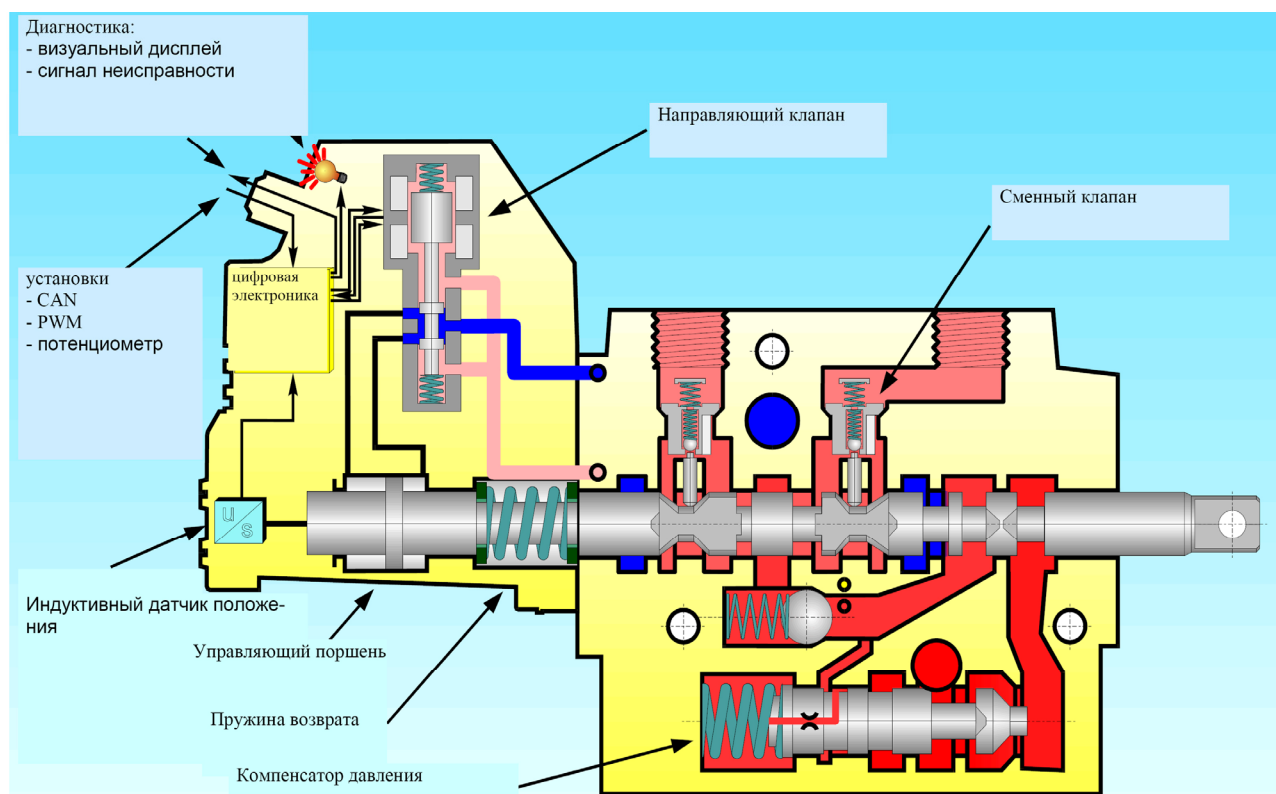 Диагностика:
- визуальный дисплей
- сигнал неисправности
Направляющий клапан
Сменный клапан
установки
- CAN
- PWM
- потенциометр
цифровая
электроника
U
S
Индуктивный датчик положе-
ния
Управляющий поршень
Пружина возврата
Компенсатор давления